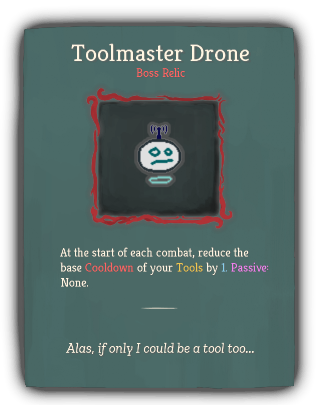 Toolmaster Drone
Boss Relic
At the start of each combat, reduce the
base Cooldown of your Tools by 1. Passive:
None.
Alas, if only I could be a tool too...